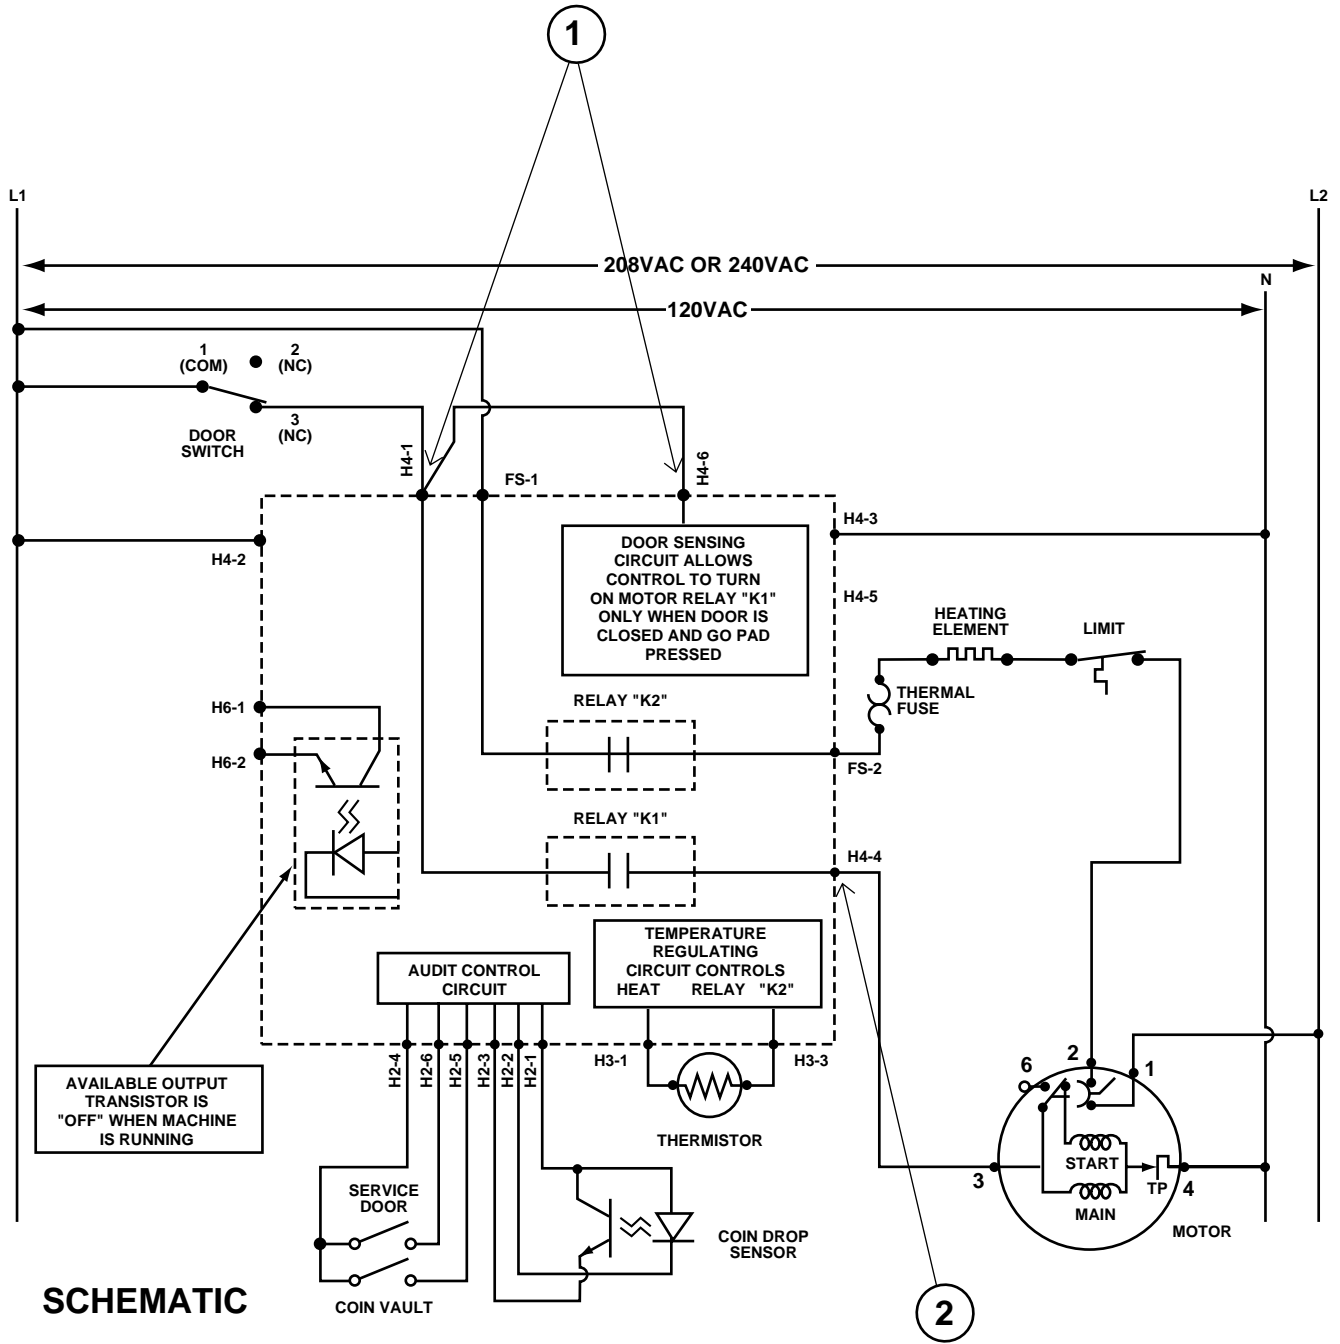 1
L1
L2
208VAC OR 240VAC
N
120VAC
1
(COM)
2
(NC)
3
(NC)
DOOR
SWITCH
H4-1
FS-1
H4-6
H4-2
H4-3
DOOR SENSING
CIRCUIT ALLOWS
CONTROL TO TURN
ON MOTOR RELAY "K1"
ONLY WHEN DOOR IS
CLOSED AND GO PAD
PRESSED
H4-5
HEATING
ELEMENT
LIMIT
THERMAL
FUSE
H6-1
H6-2
RELAY "K2"
FS-2
RELAY "K1"
H4-4
TEMPERATURE
REGULATING
CIRCUIT CONTROLS
HEAT RELAY "K2"
AUDIT CONTROL
CIRCUIT
H2-4
H2-6
H2-5
H2-3
H2-2
H2-1
H3-1
H3-3
THERMISTOR
AVAILABLE OUTPUT
TRANSISTOR IS
"OFF" WHEN MACHINE
IS RUNNING
6
2
1
START
3
TP
4
MAIN
MOTOR
SERVICE
DOOR
COIN DROP
SENSOR
COIN VAULT
SCHEMATIC
2